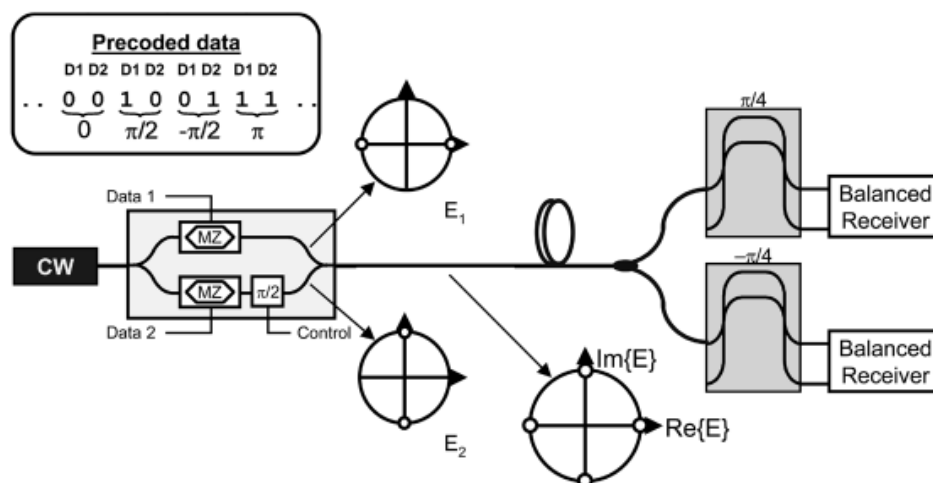 Precoded data
D1 D2 D1 D2 D1 D2 D1 D2
. . 0 0 1 0 0 1 1 1 . .
0 π/2 -π/2 π
Data 1
MZ
CW
MZ
π/2
Data 2
Control
E1
E2
Im{E}
Re{E}
π/4
Balanced
Receiver
−π/4
Balanced
Receiver